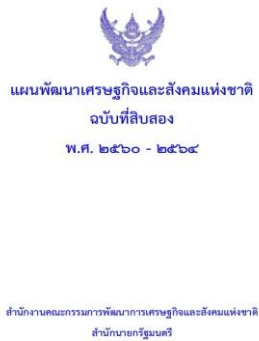 แผนพัฒนาเศรษฐกิจและสังคมแห่งชาติ
ฉบับที่สิบสอง
พ.ศ. ๒๕๖๐ - ๒๕๖๔
สำนักงานคณะกรรมการพัฒนาการเศรษฐกิจและสังคมแห่งชาติ
สำนักนายกรัฐมนตรี